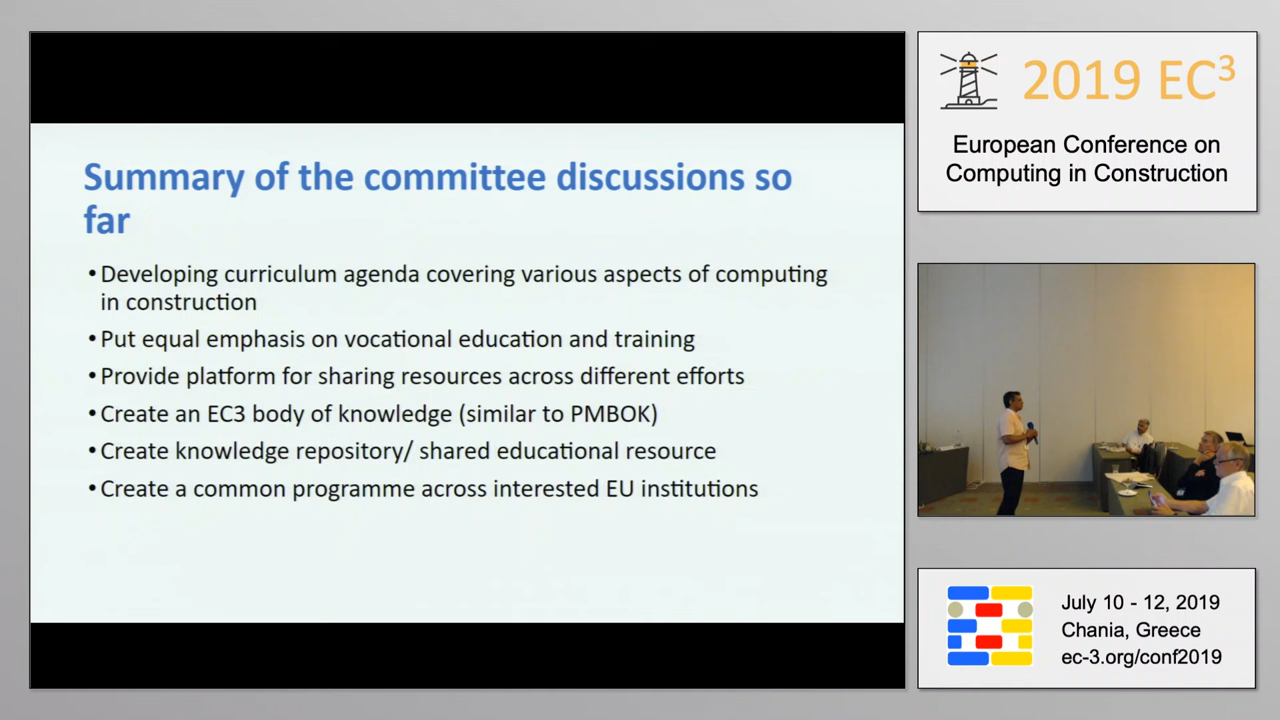 Summary of the committee discussions so
far
•Developing curriculum agenda covering various aspects of computing
in construction
•Put equal emphasis on vocational education and training
•Provide platform for sharing resources across different efforts
•Create an EC3 body of knowledge (similar to PMBOK)
•Create knowledge repository/ shared educational resource
•Create a common programme across interested EU institutions
2019 EC³
European Conference on
Computing in Construction
July 10 - 12, 2019
Chania, Greece
ec-3.org/conf2019